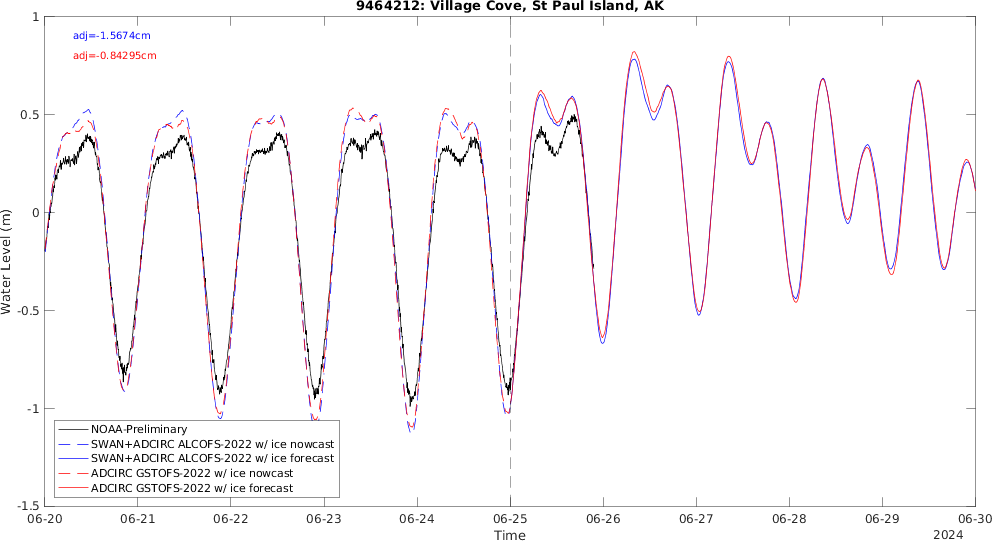 9464212: Village Cove, St Paul Island, AK
adj=-1.5674cm
adj=-0.84295cm
Water Level (m)
1
0.5
0
-0.5
-1
-1.5
NOAA-Preliminary
SWAN+ADCIRC ALCOFS-2022 w/ ice nowcast
SWAN+ADCIRC ALCOFS-2022 w/ ice forecast
ADCIRC GSTOFS-2022 w/ ice nowcast
ADCIRC GSTOFS-2022 w/ ice forecast
06-20 06-21 06-22 06-23 06-24 06-25 06-26 06-27 06-28 06-29 06-30
Time
2024